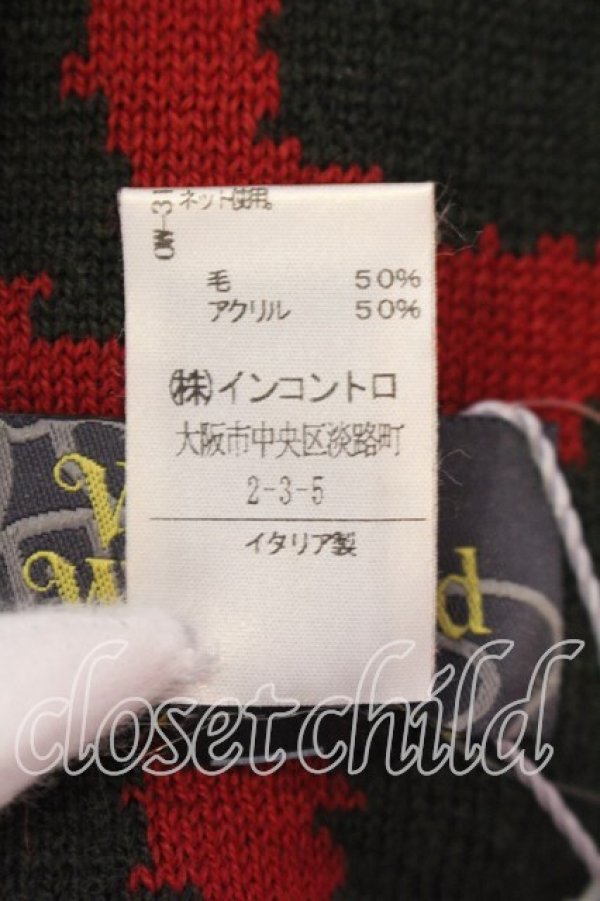 ネット使用。
毛 50%
アクリル 50%
㈱インコントロ
大阪市中央区淡路町
2-3-5
イタリア製
d
closet child